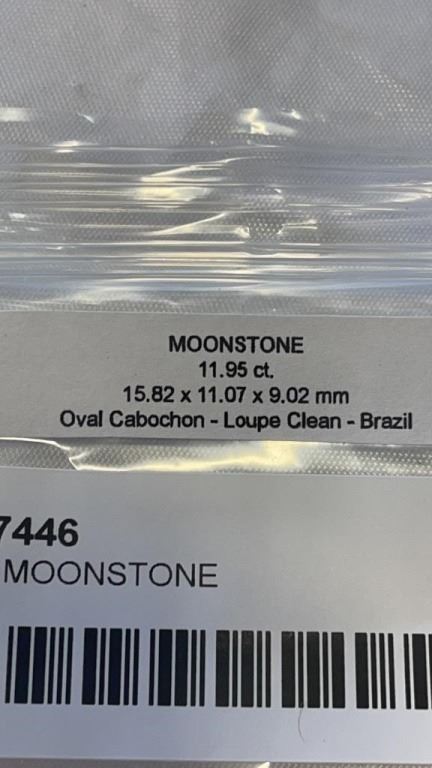 MOONSTONE
11.95 ct.
15.82 x 11.07 x 9.02 mm
Oval Cabochon - Loupe Clean - Brazil
7446
MOONSTONE